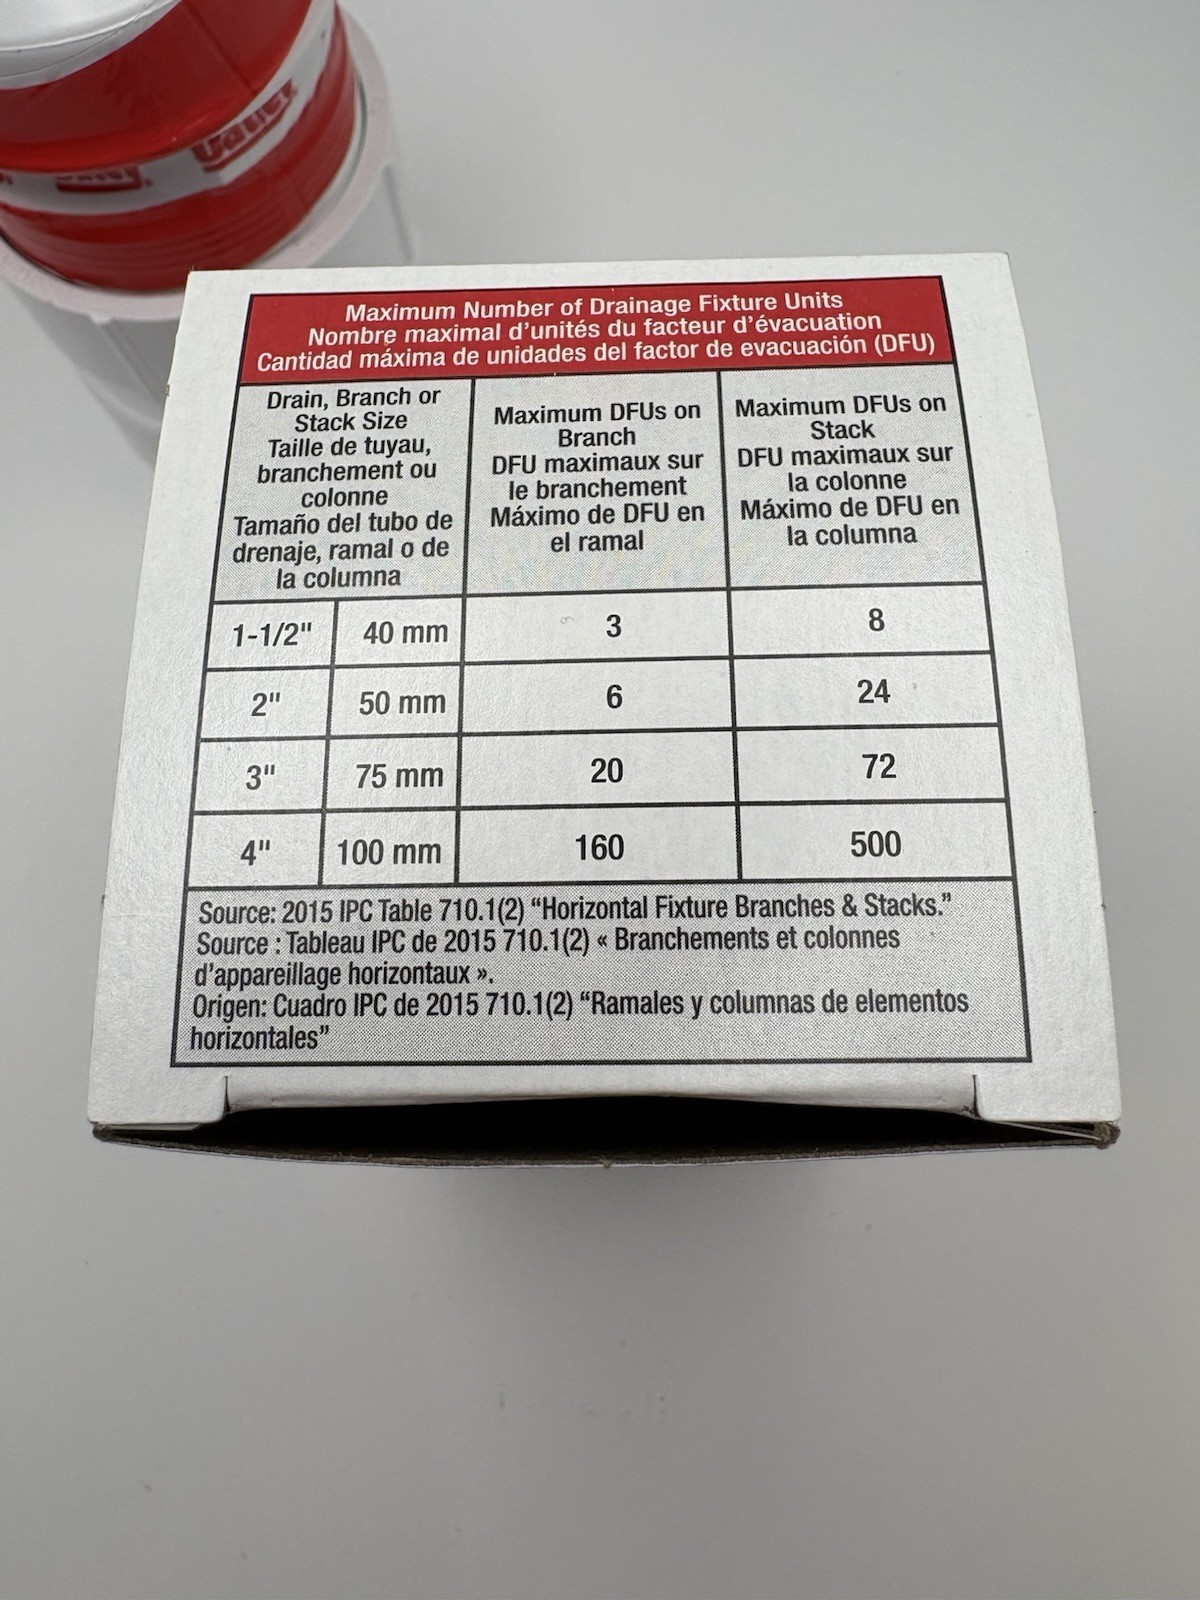 Maximum Number of Drainage Fixture Units
Nombre maximal d'unités du facteur d'évacuation
Cantidad máxima de unidades del factor de evacuación (DFU)
Drain, Branch or
Stack Size
Taille de tuyau,
branchement ou
colonne
Tamaño del tubo de
drenaje, ramal o de
la columna
Maximum DFUs on
Branch
DFU maximaux sur
le branchement
Máximo de DFU en
el ramal
Maximum DFUs on
Stack
DFU maximaux sur
la colonne
Máximo de DFU en
la columna
1-1/2" 40 mm 3 8
2" 50 mm 6 24
3" 75 mm 20 72
4" 100 mm 160 500
Source: 2015 IPC Table 710.1(2) “Horizontal Fixture Branches & Stacks.”
Source : Tableau IPC de 2015 710.1(2) « Branchements et colonnes
d'appareillage horizontaux ».
Origen: Cuadro IPC de 2015 710.1(2) “Ramales y columnas de elementos
horizontales”